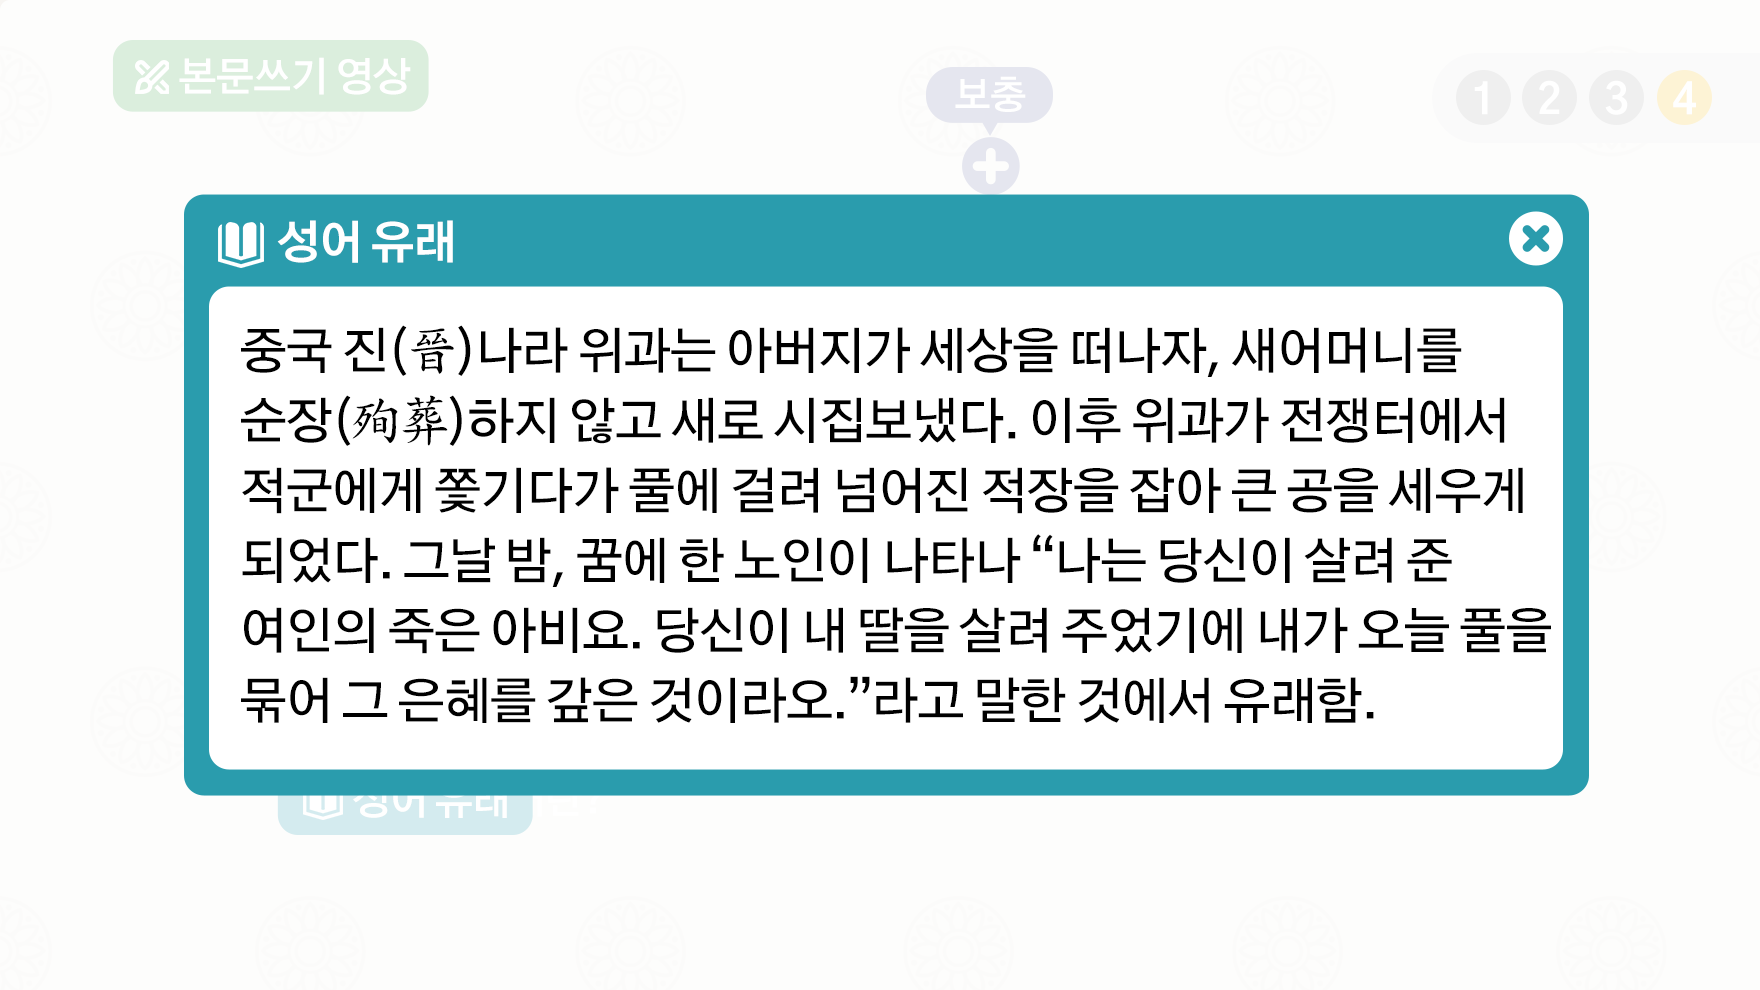 본문쓰기 영상
보충
1 2 3 4
성어 유래
중국 진(晉)나라 위과는 아버지가 세상을 떠나자, 새어머니를
순장(殉葬)하지 않고 새로 시집보냈다. 이후 위과가 전쟁터에서
적군에게 쫓기다가 풀에 걸려 넘어진 적장을 잡아 큰 공을 세우게
되었다. 그날 밤, 꿈에 한 노인이 나타나 “나는 당신이 살려 준
여인의 죽은 아비요. 당신이 내 딸을 살려 주었기에 내가 오늘 풀을
묶어 그 은혜를 갚은 것이라오.”라고 말한 것에서 유래함.
성어 유래